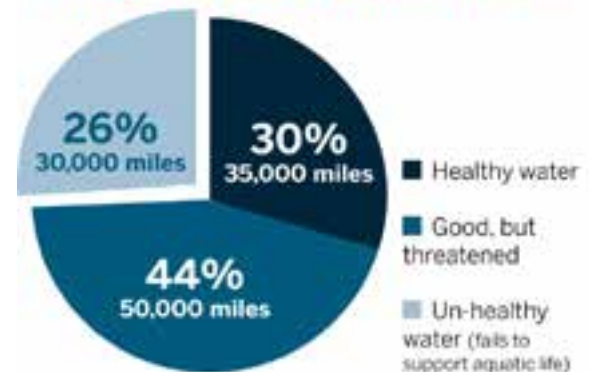 26%
30,000 miles
30%
35,000 miles
44%
50,000 miles
Healthy water
Good, but
threatened
Un-healthy
water (fails to
support aquatic life)